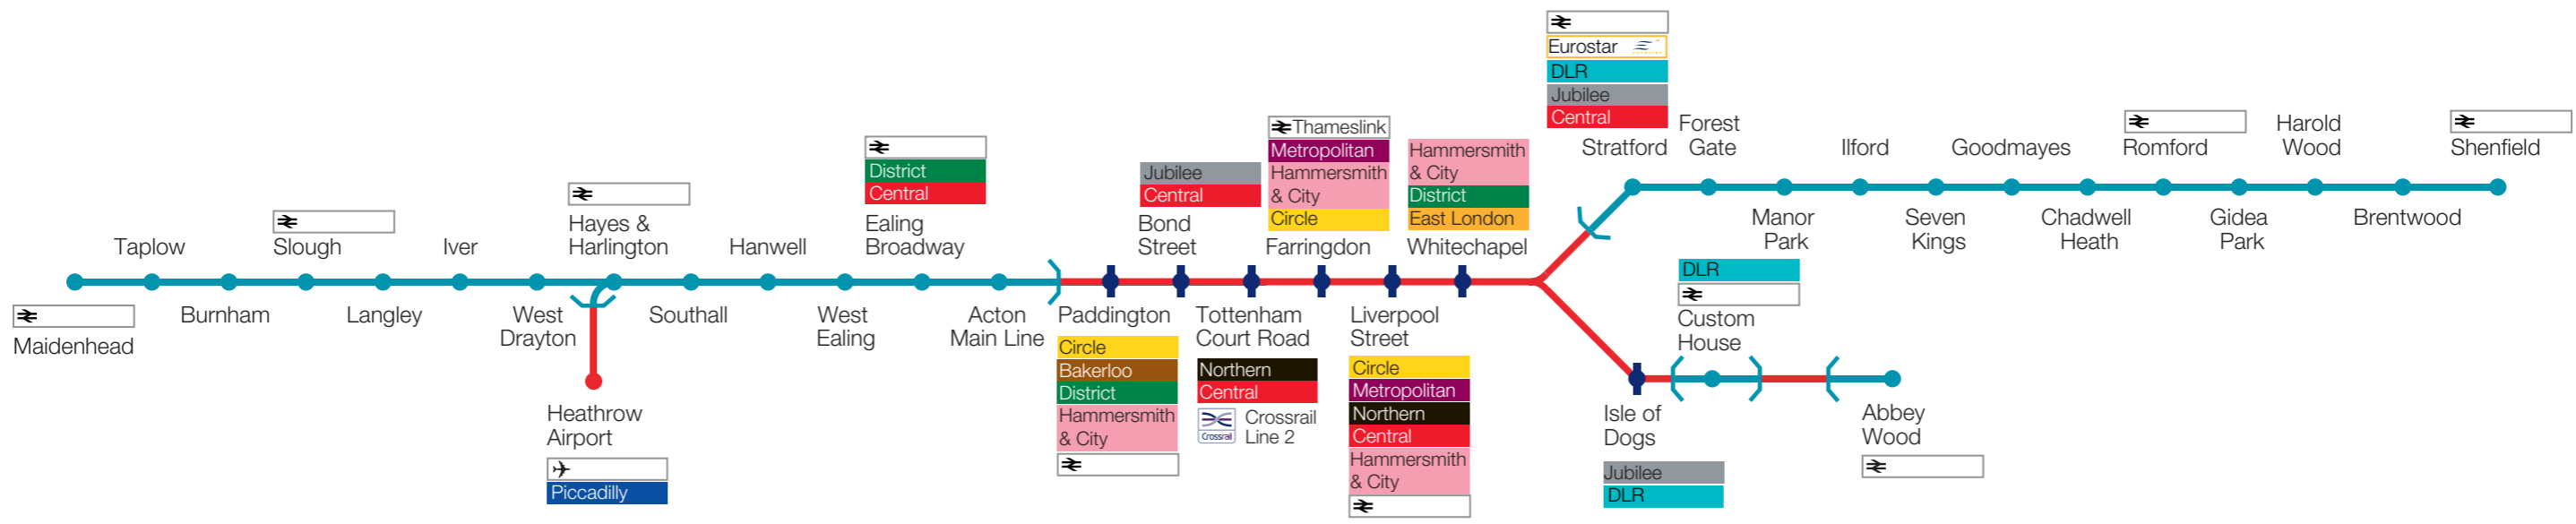 Maidenhead
Taplow
Burnham
Slough
Langley
Iver
West
Drayton
Hayes &
Harlington
Heathrow
Airport
Piccadilly
Southall
Hanwell
West
Ealing
District
Central
Ealing
Broadway
Acton
Main Line
Paddington
Circle
Bakerloo
District
Hammersmith
& City
Jubilee
Central
Bond
Street
Tottenham
Court Road
Northern
Central
Crossrail
Crossrail
Line 2
Thameslink
Metropolitan
Hammersmith
& City
Circle
Farringdon
Liverpool
Street
Circle
Metropolitan
Northern
Central
Hammersmith
& City
Hammersmith
& City
District
East London
Whitechapel
Eurostar
DLR
Jubilee
Central
Stratford
Forest
Gate
Manor
Park
Ilford
Seven
Kings
Goodmayes
Chadwell
Heath
Romford
Gidea
Park
Harold
Wood
Brentwood
Shenfield
Isle of
Dogs
Jubilee
DLR
DLR
Custom
House
Abbey
Wood